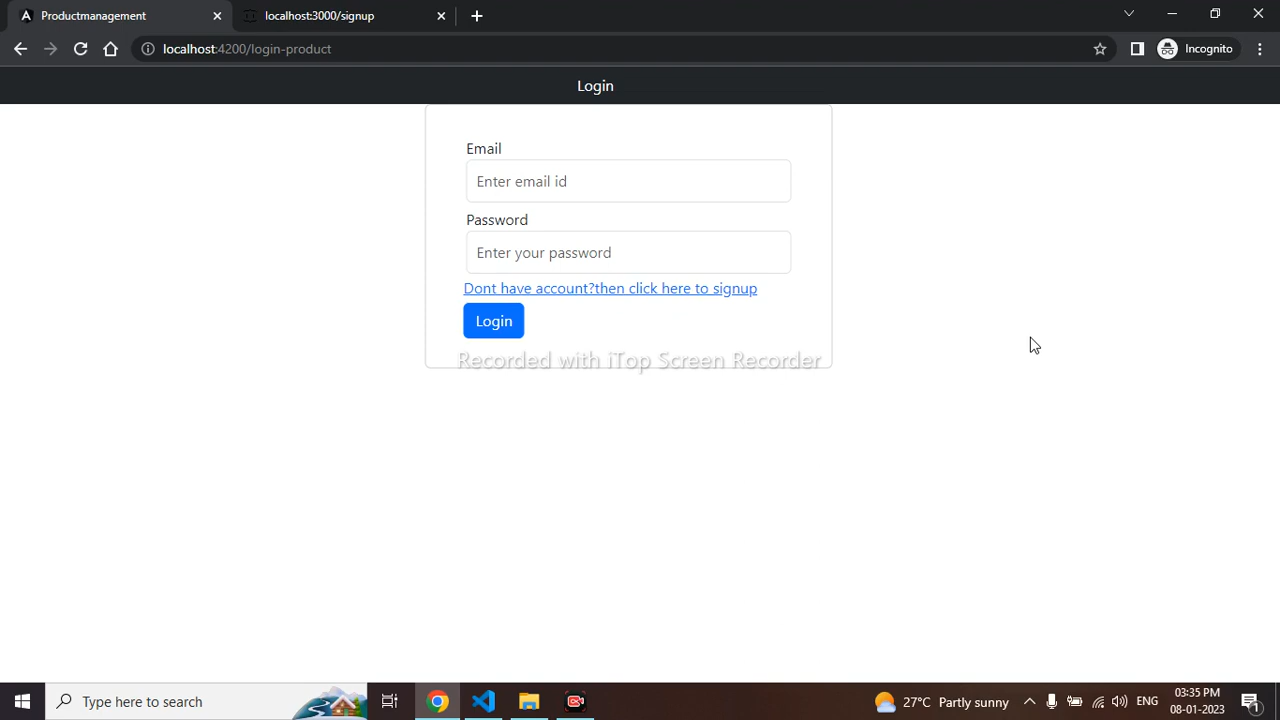 Productmanagement
localhost:3000/signup
localhost:4200/login-product
Incognito
Login
Email
Enter email id
Password
Enter your password
Dont have account?then click here to signup
Login
Recorded with iTop Screen Recorder
Type here to search
27°C Partly sunny
ENG
03:35 PM
08-01-2023
1